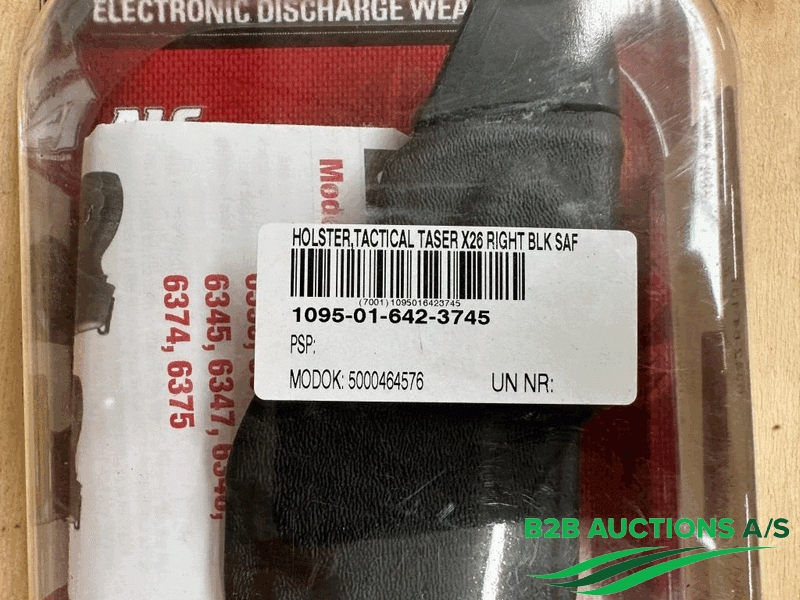 ELECTRONIC DISCHARGE
ALS
HOLSTER,TACTICAL TASER X26 RIGHT BLK SAF
(7001)1095016423745
1095-01-642-3745
PSP:
MODOK: 5000464576 UN NR:
6345, 6347,
6374, 6375
B2B AUCTIONS A/S